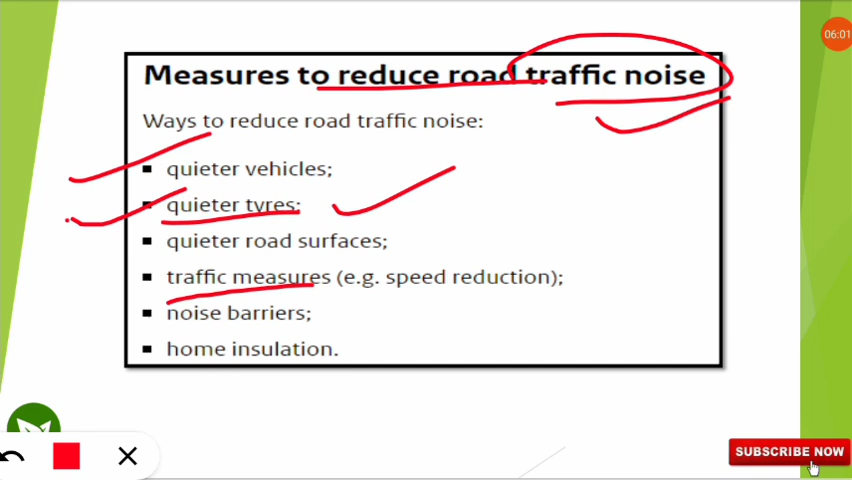 06:01
Measures to reduce road traffic noise
Ways to reduce road traffic noise:
▪ quieter vehicles;
▪ quieter tyres;
▪ quieter road surfaces;
▪ traffic measures (e.g. speed reduction);
▪ noise barriers;
▪ home insulation.
SUBSCRIBE NOW